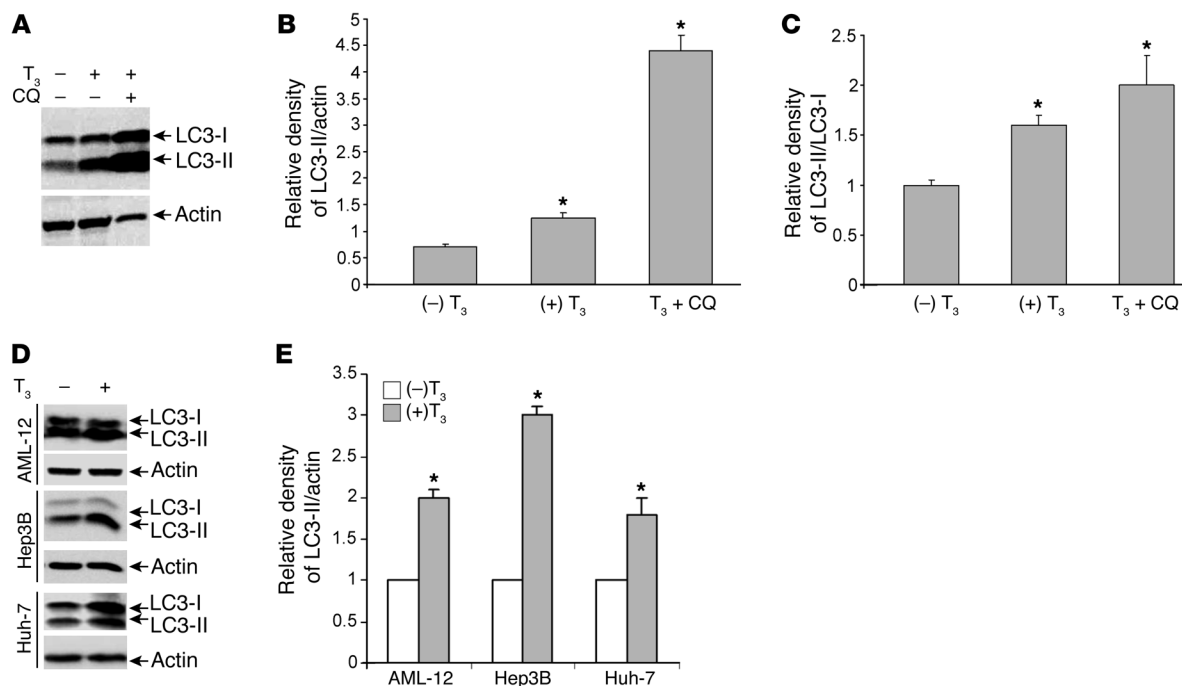 A
T3 – + +
CQ – – +
LC3-I
LC3-II
Actin
B
Relative density
of LC3-II/actin
5
4.5
4
3.5
3
2.5
2
1.5
1
0.5
0
*
*
(–) T3
(+) T3
T3 + CQ
C
Relative density
of LC3-II/LC3-I
2.5
2
1.5
1
0.5
0
*
*
(–) T3
(+) T3
T3 + CQ
D
T3 – +
AML-12
LC3-I
LC3-II
Actin
Hep3B
LC3-I
LC3-II
Actin
Huh-7
LC3-I
LC3-II
Actin
E
Relative density
of LC3-II/actin
3.5
3
2.5
2
1
0.5
0
(–)T3
(+)T3
*
*
*
AML-12
Hep3B
Huh-7